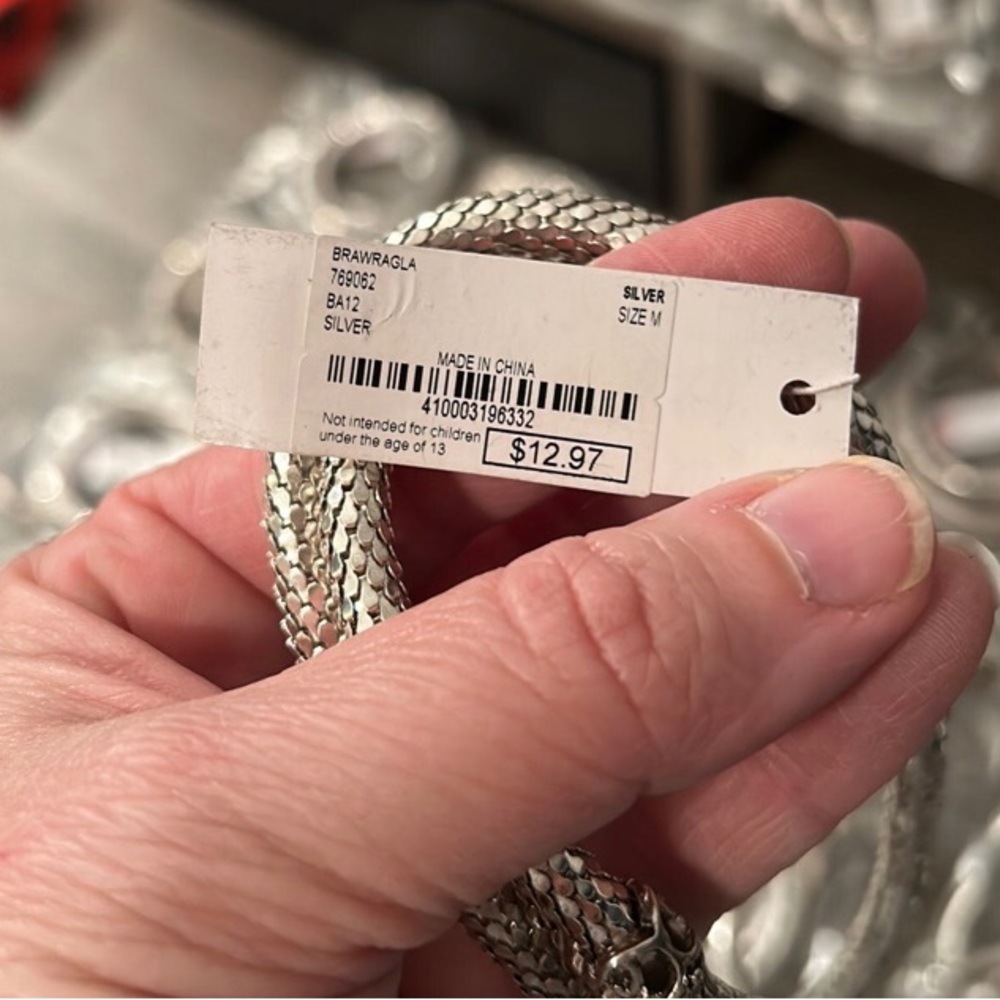 BRAWRAGLA
769062
BA12
SILVER
SILVER
SIZE M
MADE IN CHINA
410003196332
Not intended for children
under the age of 13
$12.97